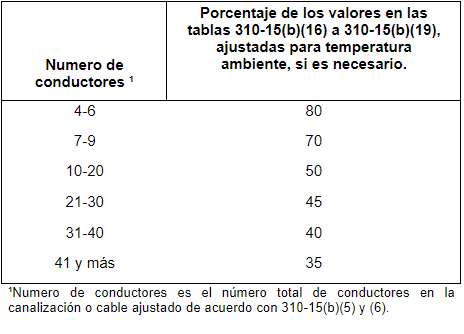 Porcentaje de los valores en las
tablas 310-15(b)(16) a 310-15(b)(19),
ajustadas para temperatura
ambiente, si es necesario.
Numero de
conductores ¹
4-6 80
7-9 70
10-20 50
21-30 45
31-40 40
41 y más 35
¹Numero de conductores es el número total de conductores en la
canalización o cable ajustado de acuerdo con 310-15(b)(5) y (6).